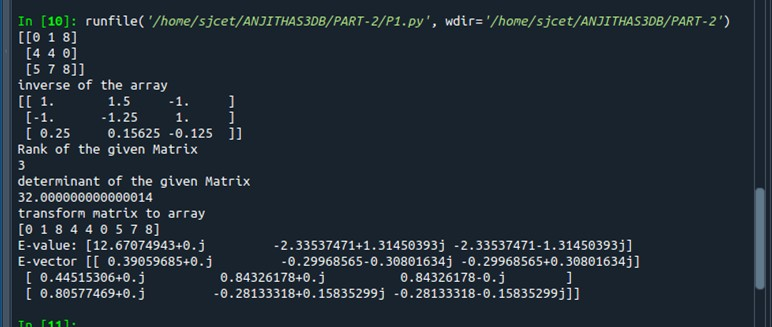 In [10]: runfile('/home/sjcet/ANJITHAS3DB/PART-2/P1.py', wdir='/home/sjcet/ANJITHAS3DB/PART-2')
[[0 1 8]
 [4 4 0]
 [5 7 8]]
inverse of the array
[[ 1.       1.5     -1.     ]
 [-1.      -1.25     1.     ]
 [ 0.25     0.15625 -0.125  ]]
Rank of the given Matrix
3
determinant of the given Matrix
32.000000000000014
transform matrix to array
[0 1 8 4 4 0 5 7 8]
E-value: [12.67074943+0.j         -2.33537471+1.31450393j -2.33537471-1.31450393j]
E-vector [[ 0.39059685+0.j         -0.29968565-0.30801634j -0.29968565+0.30801634j]
 [ 0.44515306+0.j          0.84326178+0.j          0.84326178-0.j        ]
 [ 0.80577469+0.j         -0.28133318+0.15835299j -0.28133318-0.15835299j]]
In [11]: